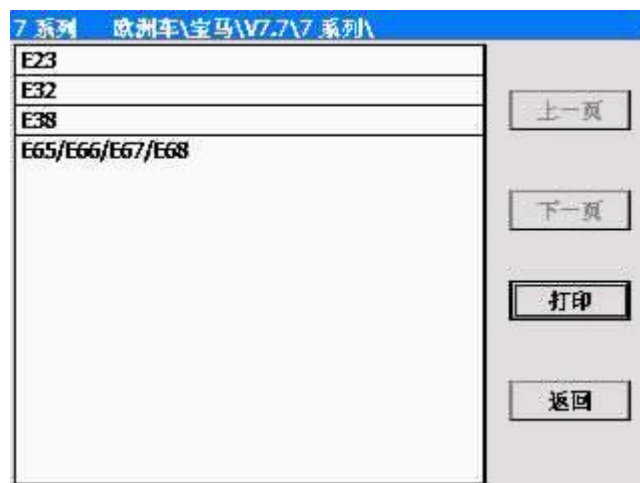 7 系列 欧洲车\宝马\V7.7\7 系列\
E23
E32
E38
E65/E66/E67/E68
上一页
下一页
打印
返回